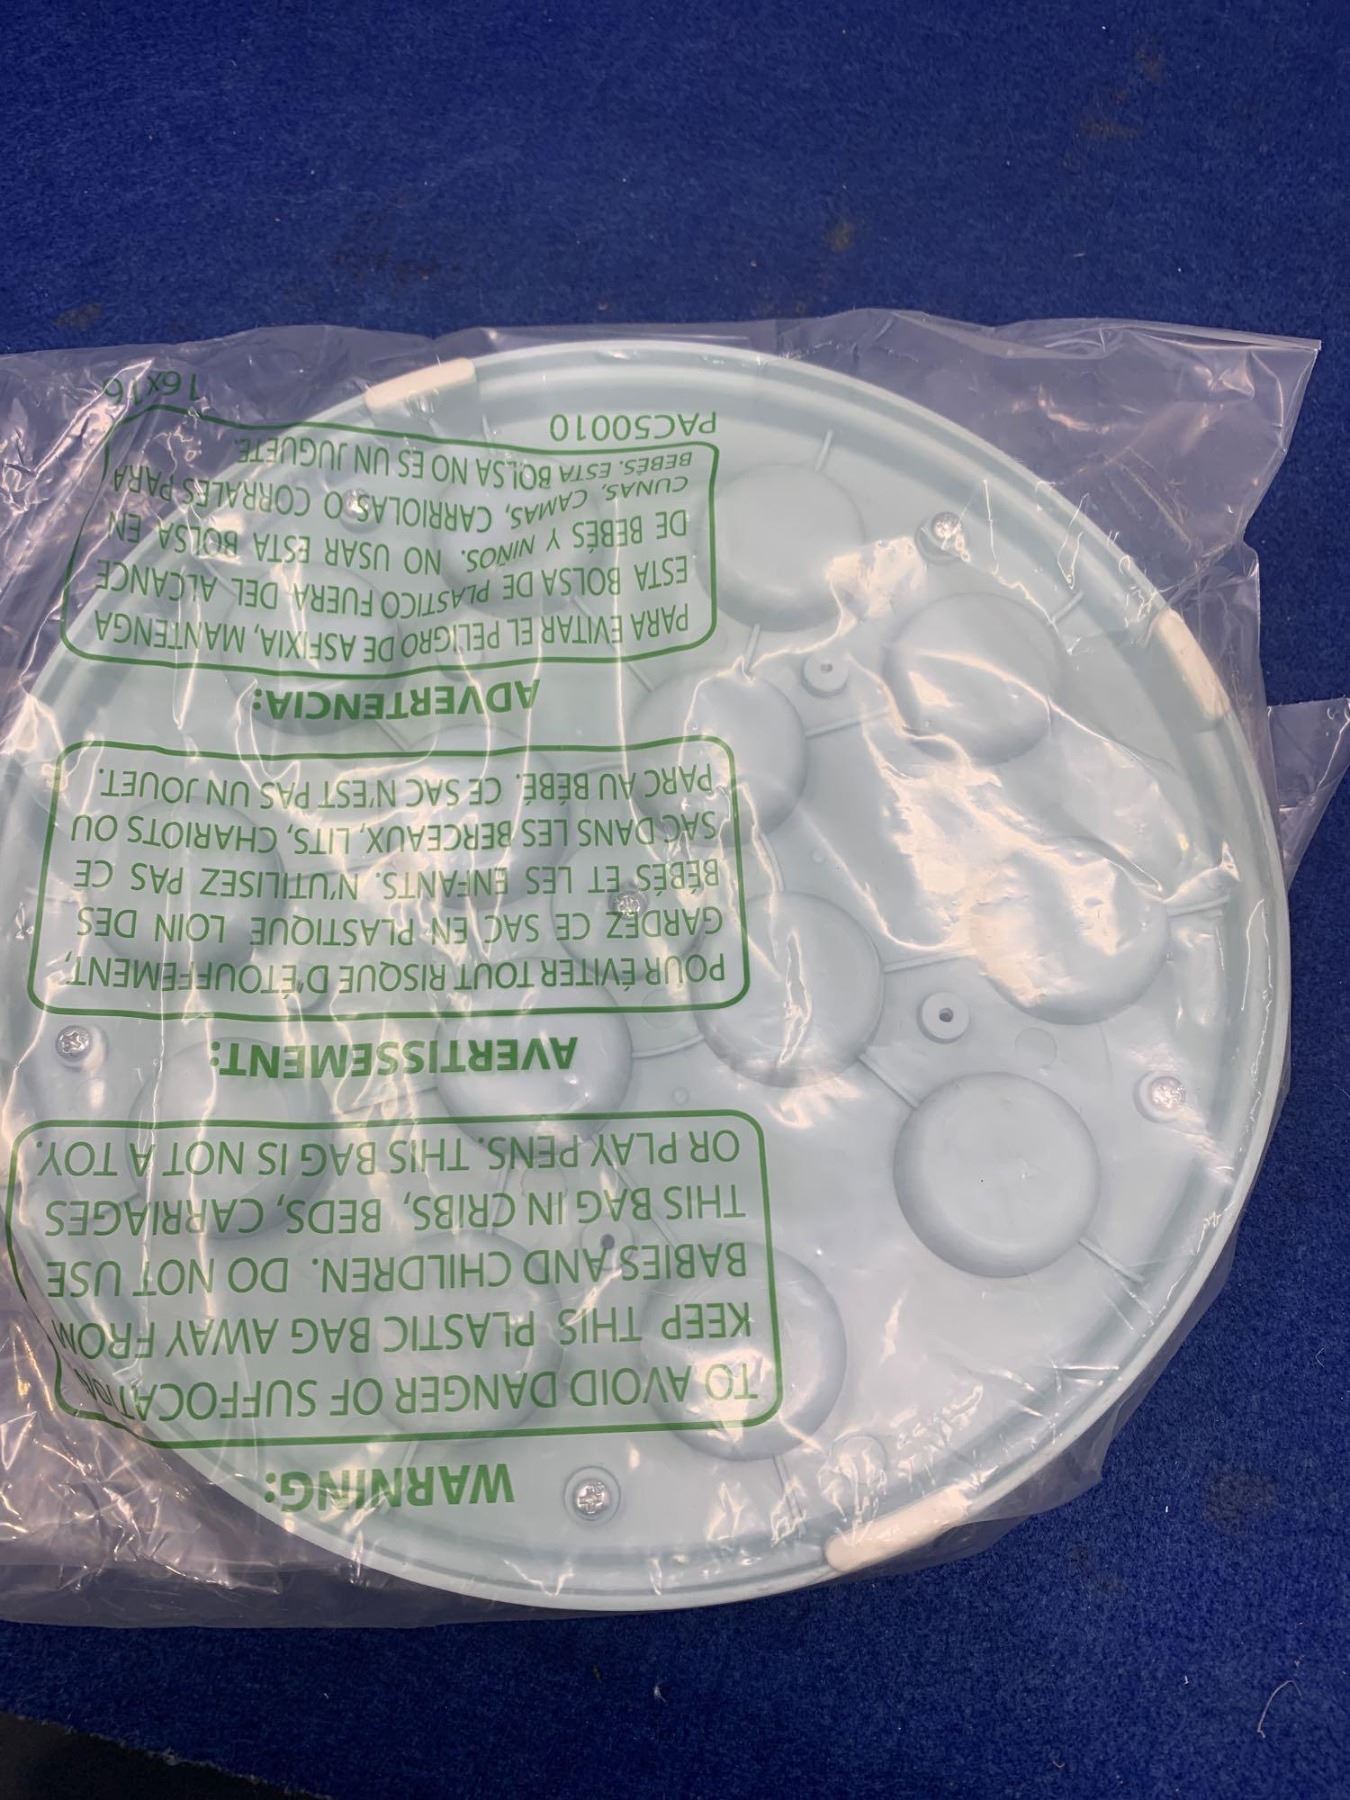 WARNING:
TO AVOID DANGER OF SUFFOCATION
KEEP THIS PLASTIC BAG AWAY FROM
BABIES AND CHILDREN. DO NOT USE
THIS BAG IN CRIBS, BEDS, CARRIAGES
OR PLAY PENS. THIS BAG IS NOT A TOY.
AVERTISSEMENT:
POUR ÉVITER TOUT RISQUE D'ÉTOUFFEMENT,
GARDEZ CE SAC EN PLASTIQUE LOIN DES
BÉBÉS ET LES ENFANTS. N'UTILISEZ PAS CE
SAC DANS LES BERCEAUX, LITS, CHARIOTS OU
PARC AU BÉBÉ. CE SAC N'EST PAS UN JOUET.
ADVERTENCIA:
PARA EVITAR EL PELIGRO DE ASFIXIA, MANTENGA
ESTA BOLSA DE PLASTICO FUERA DEL ALCANCE
DE BEBÉS Y NIÑOS. NO USAR ESTA BOLSA EN
CUNAS, CAMAS, CARRIOLAS O CORRALES PARA
BEBÉS. ESTA BOLSA NO ES UN JUGUETE.
PAC50010 16x16